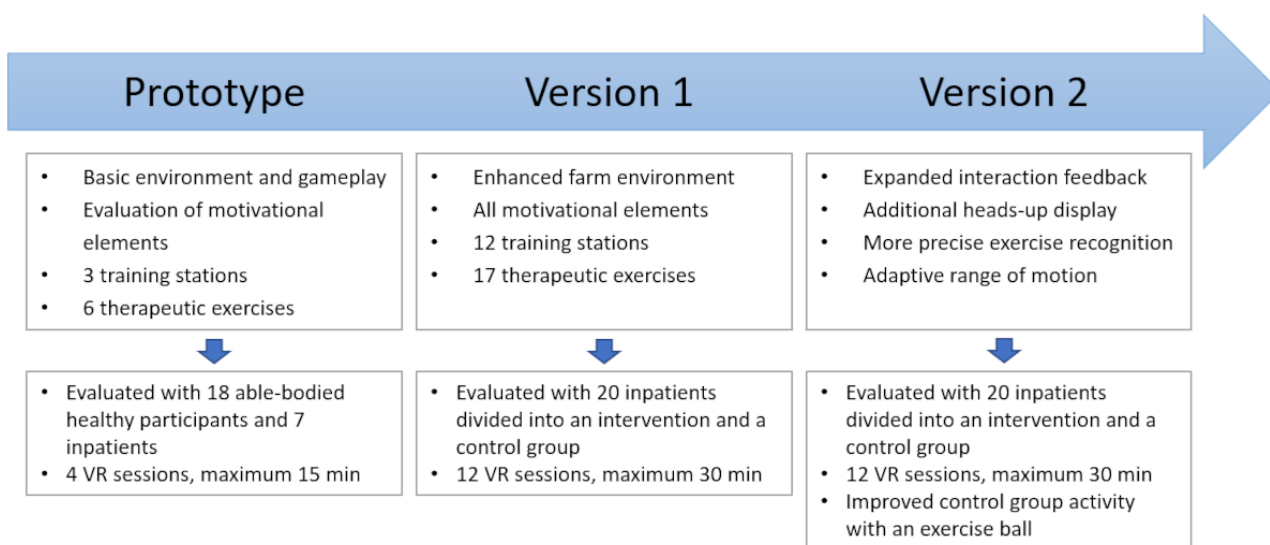 Prototype
Version 1
Version 2
• Basic environment and gameplay
• Evaluation of motivational
elements
• 3 training stations
• 6 therapeutic exercises
• Enhanced farm environment
• All motivational elements
• 12 training stations
• 17 therapeutic exercises
• Expanded interaction feedback
• Additional heads-up display
• More precise exercise recognition
• Adaptive range of motion
• Evaluated with 18 able-bodied
healthy participants and 7
inpatients
• 4 VR sessions, maximum 15 min
• Evaluated with 20 inpatients
divided into an intervention and a
control group
• 12 VR sessions, maximum 30 min
• Evaluated with 20 inpatients
divided into an intervention and a
control group
• 12 VR sessions, maximum 30 min
• Improved control group activity
with an exercise ball